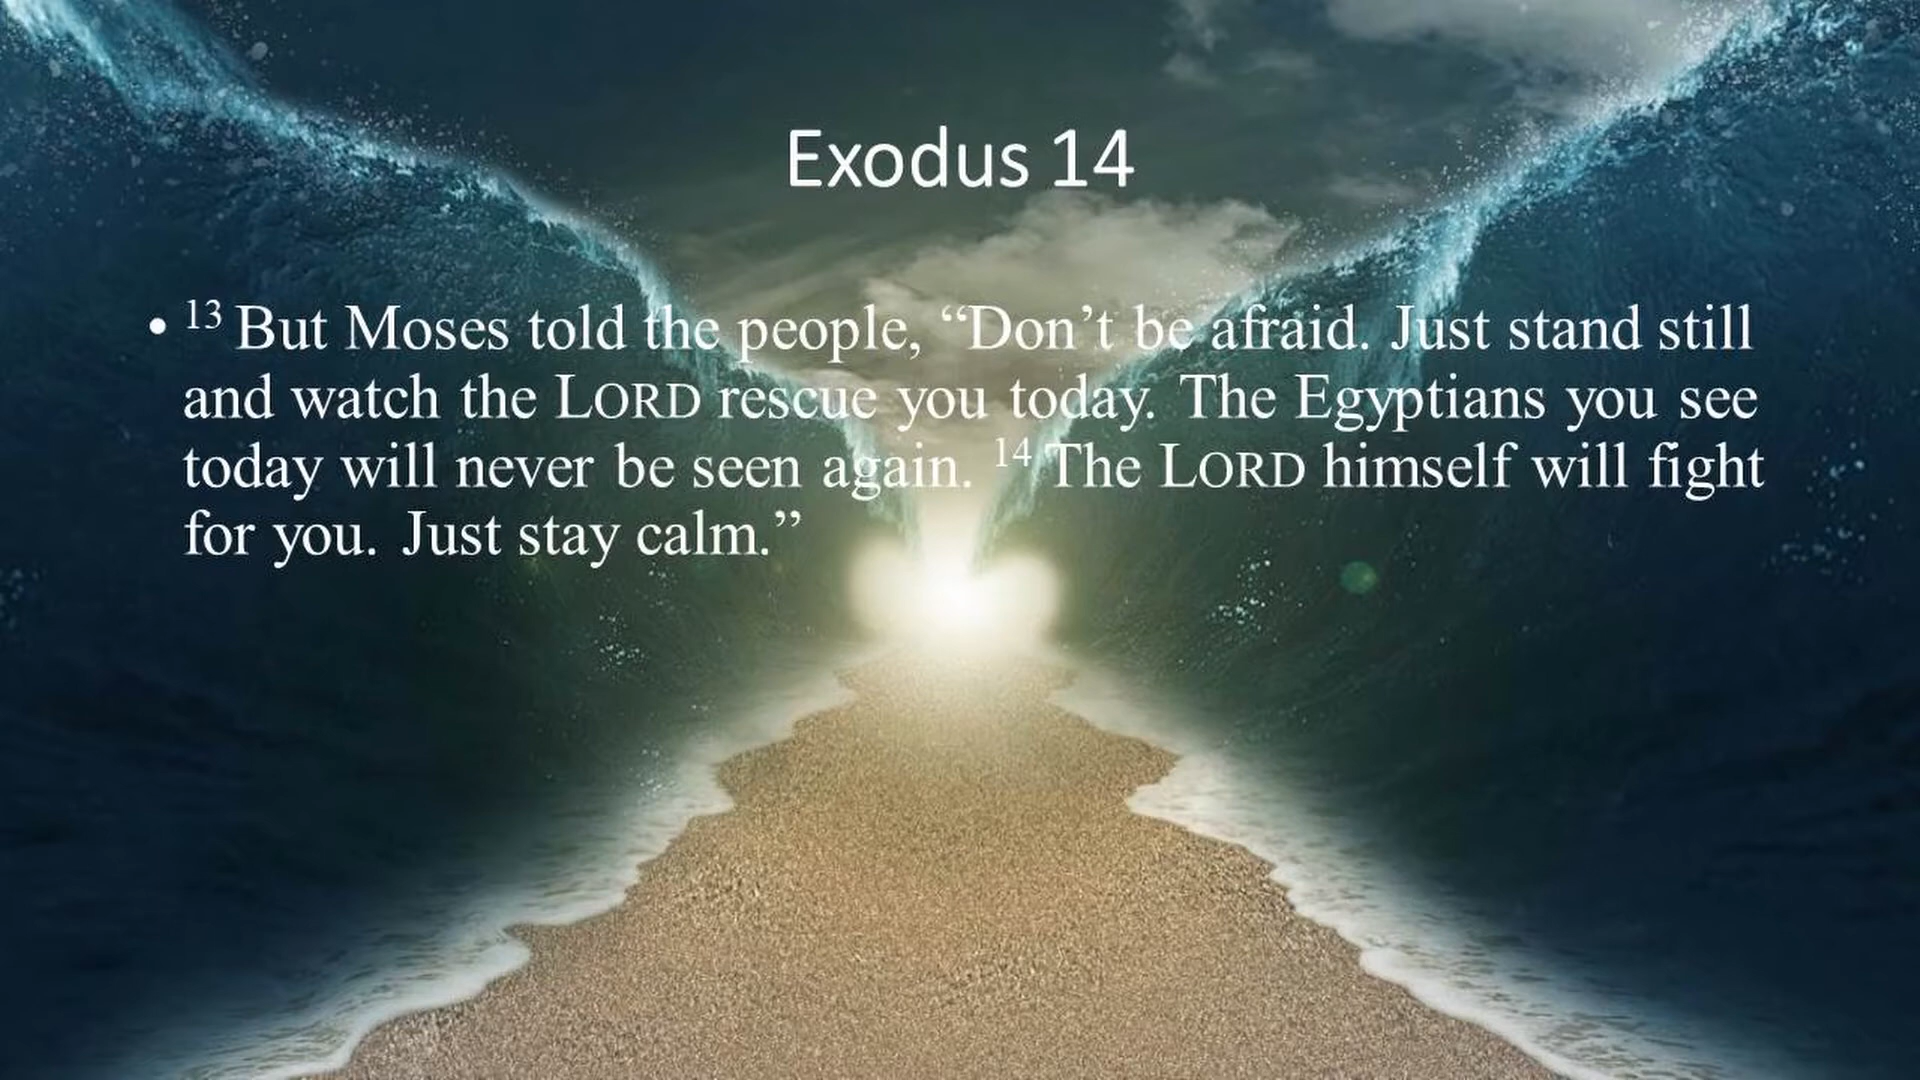 Exodus 14
• 13 But Moses told the people, “Don’t be afraid. Just stand still
and watch the LORD rescue you today. The Egyptians you see
today will never be seen again. 14 The LORD himself will fight
for you. Just stay calm.”